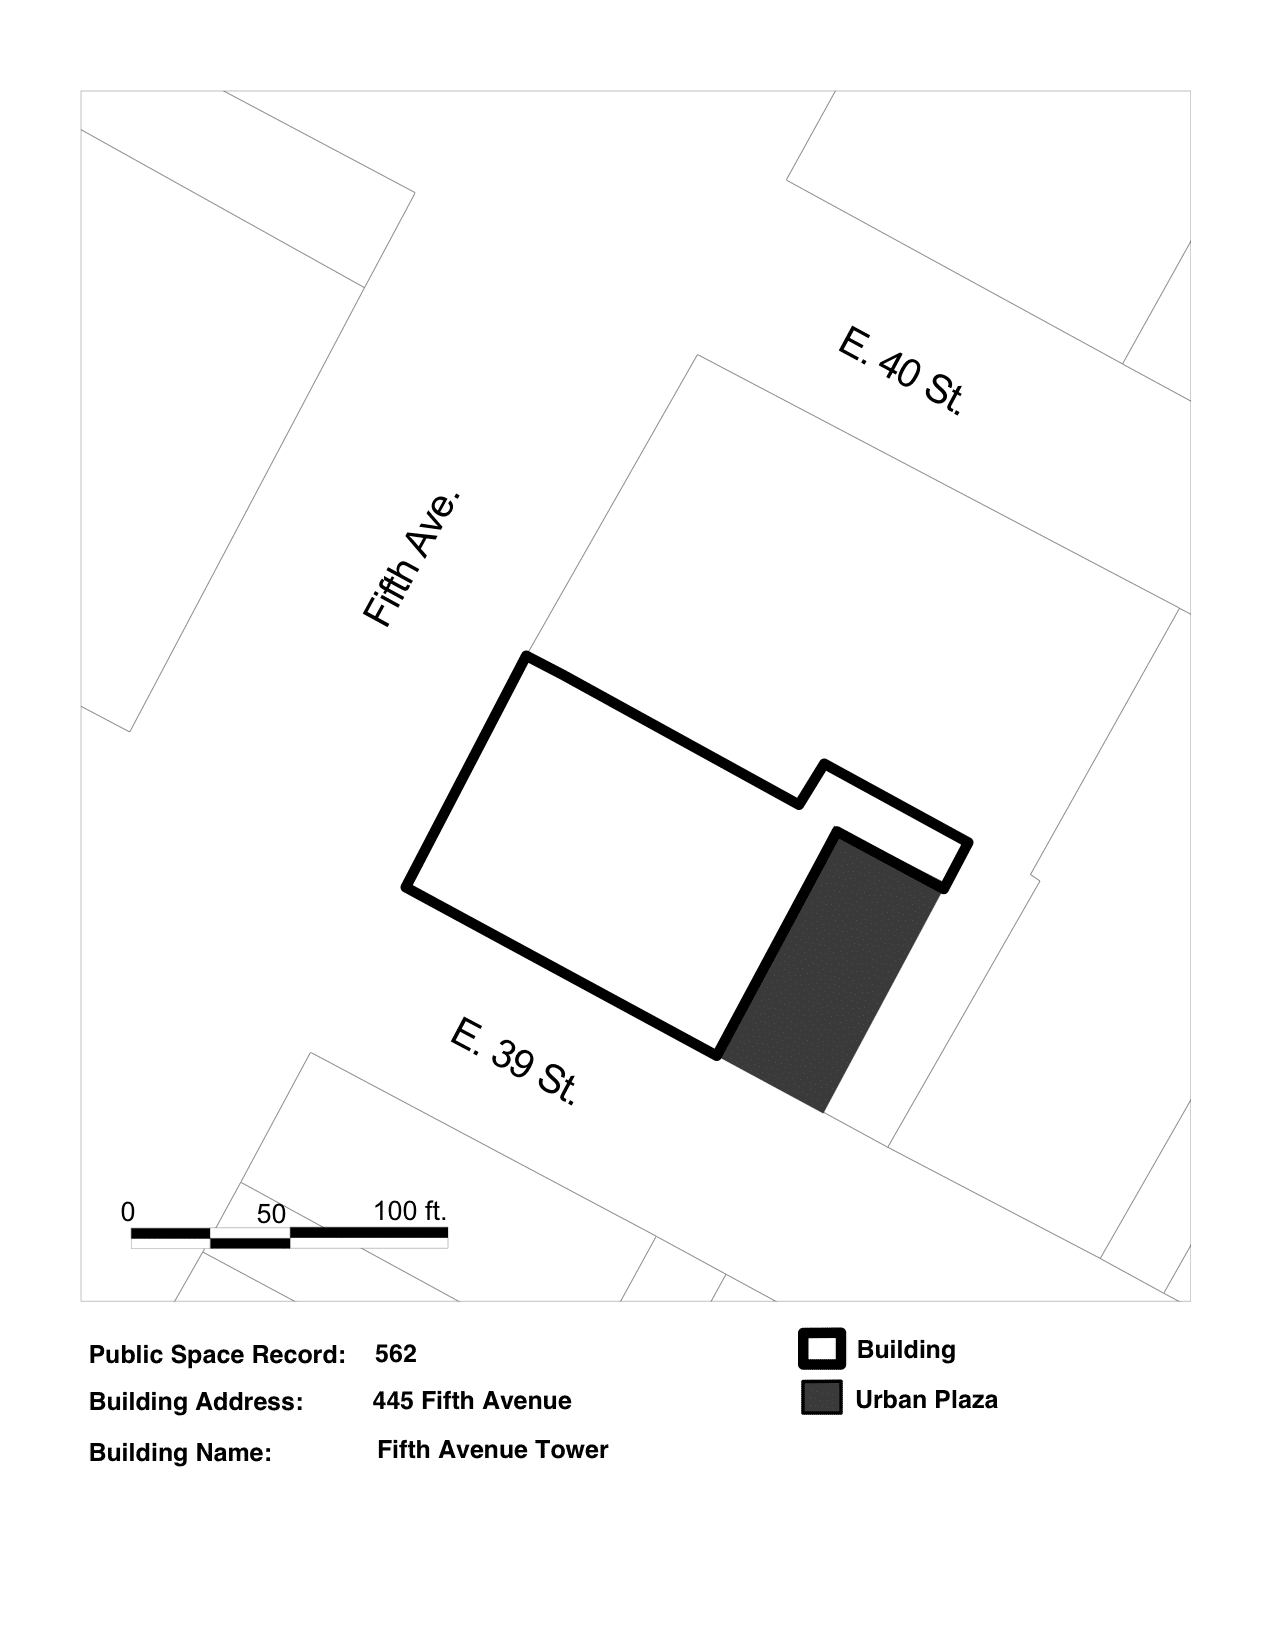 E. 40 St.
Fifth Ave.
E. 39 St.
0 50 100 ft.
Public Space Record: 562
Building Address: 445 Fifth Avenue
Building Name: Fifth Avenue Tower
Building
Urban Plaza